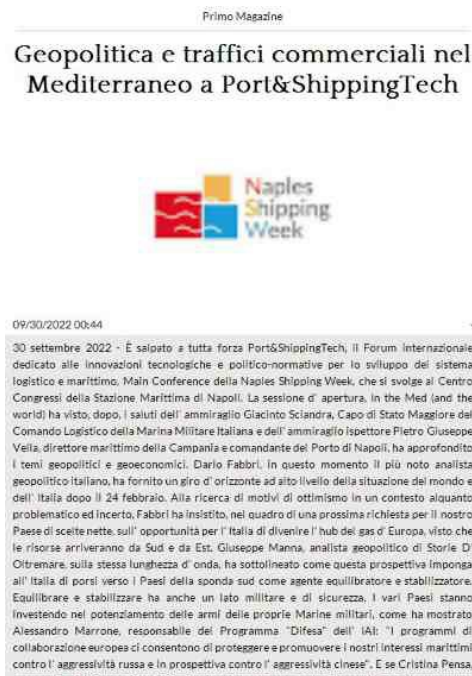 Primo Magazine
Geopolitica e traffici commerciali nel
Mediterraneo a Port&ShippingTech
Naples
Shipping
Week
09/30/2022 00:44
30 settembre 2022 - È salpato a tutta forza Port&ShippingTech, il Forum internazionale
dedicato alle innovazioni tecnologiche e politico-normative per lo sviluppo del sistema
logistico e marittimo, Main Conference della Naples Shipping Week, che si svolge al Centro
Congressi della Stazione Marittima di Napoli. La sessione d' apertura, In the Med (and the
world) ha visto, dopo, i saluti dell' ammiraglio Giacinto Sciandra, Capo di Stato Maggiore del
Comando Logistico della Marina Militare Italiana e dell' ammiraglio ispettore Pietro Giuseppe
Vella, direttore marittimo della Campania e comandante del Porto di Napoli, ha approfondito
i temi geopolitici e geoeconomici. Dario Fabbri, in questo momento il più noto analista
geopolitico italiano, ha fornito un giro d' orizzonte ad alto livello della situazione del mondo e
dell' Italia dopo il 24 febbraio. Alla ricerca di motivi di ottimismo in un contesto alquanto
problematico ed incerto, Fabbri ha insistito, nel quadro di una prossima richiesta per il nostro
Paese di scelte nette, sull' opportunità per l' Italia di divenire l' hub del gas d' Europa, visto che
le risorse arriveranno da Sud e da Est. Giuseppe Manna, analista geopolitico di Storie D'
Oltremare, sulla stessa lunghezza d' onda, ha sottolineato come questa prospettiva imponga
all' Italia di porsi verso i Paesi della sponda sud come agente equilibratore e stabilizzatore.
Equilibrare e stabilizzare ha anche un lato militare e di sicurezza. I vari Paesi stanno
investendo nel potenziamento delle armi delle proprie Marine militari, come ha mostrato
Alessandro Marrone, responsabile del Programma "Difesa" dell' IAI: "I programmi di
collaborazione europea ci consentono di proteggere e promuovere i nostri interessi marittimi
contro l' aggressività russa e in prospettiva contro l' aggressività cinese". E se Cristina Pensa,